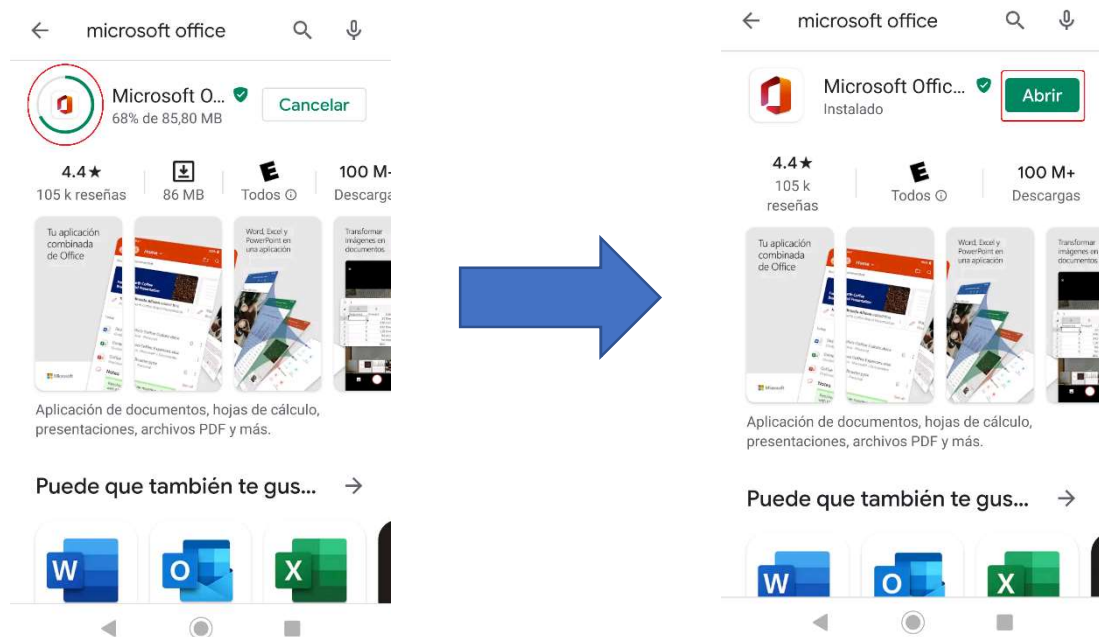 microsoft office
Microsoft O...
68% de 85,80 MB
Cancelar
4.4★
105 k reseñas
86 MB
E
Todos
100 M
Descarga
Tu aplicación
combinada
de Office
Microsoft
Word, Excel y
PowerPoint en
una aplicación
Transformar
imágenes en
documentos
Aplicación de documentos, hojas de cálculo,
presentaciones, archivos PDF y más.
Puede que también te gus...
W
O
X
microsoft office
Microsoft Offic...
Instalado
Abrir
4.4★
105 k
reseñas
E
Todos
100 M+
Descargas
Tu aplicación
combinada
de Office
Microsoft
Word, Excel y
PowerPoint en
una aplicación
Transformar
imágenes en
documentos
Aplicación de documentos, hojas de cálculo,
presentaciones, archivos PDF y más.
Puede que también te gus...
W
O
X